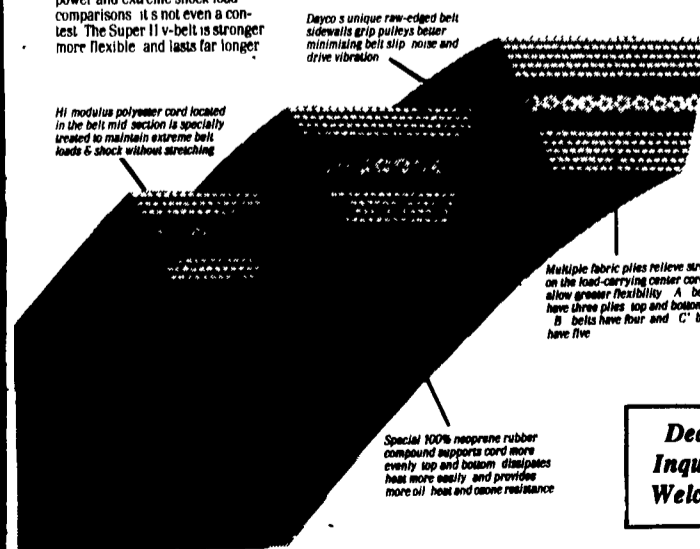 power and extreme shock load
comparisons it s not even a con-
test The Super II v-belt is stronger
more flexible and lasts far longer
Dayco s unique raw-edged belt
sidewalls grip pulleys better
minimizing belt slip noise and
drive vibration
Hi modulus polyester cord located
in the belt mid section is specially
treated to maintain extreme belt
loads & shock without stretching
Multiple fabric plies relieve
on the load-carrying center
allow greater flexibility A
have three plies top and bottom
B belts have four and C
have five
Special 100% neoprene rubber
compound supports cord more
evenly top and bottom dissipates
heat more easily and provides
more oil heat and ozone resistance